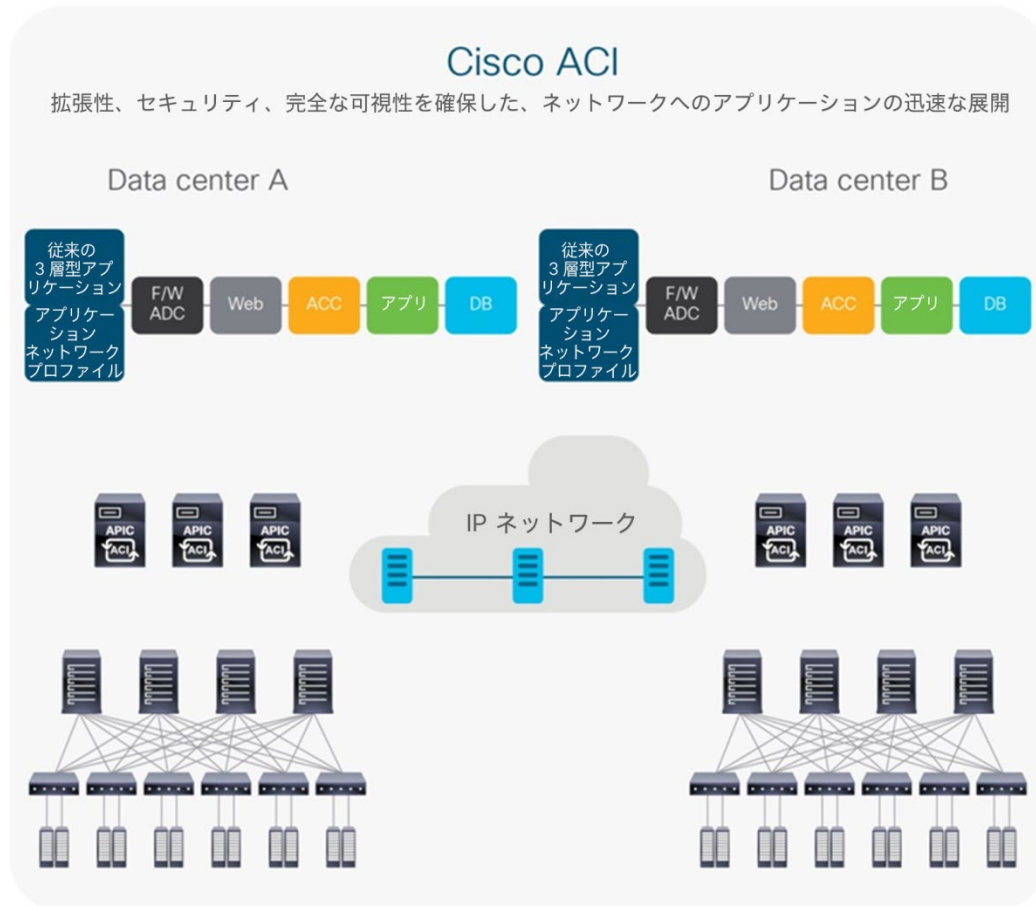 Cisco ACI
拡張性、セキュリティ、完全な可視性を確保した、ネットワークへのアプリケーションの迅速な展開
Data center A
Data center B
従来の
3 層型アプ
リケーション
アプリケー
ション
ネットワーク
プロファイル
F/W
ADC
Web
ACC
アプリ
DB
従来の
3 層型アプ
リケーション
アプリケー
ション
ネットワーク
プロファイル
F/W
ADC
Web
ACC
アプリ
DB
APIC
ACI
APIC
ACI
APIC
ACI
IP ネットワーク
APIC
ACI
APIC
ACI
APIC
ACI